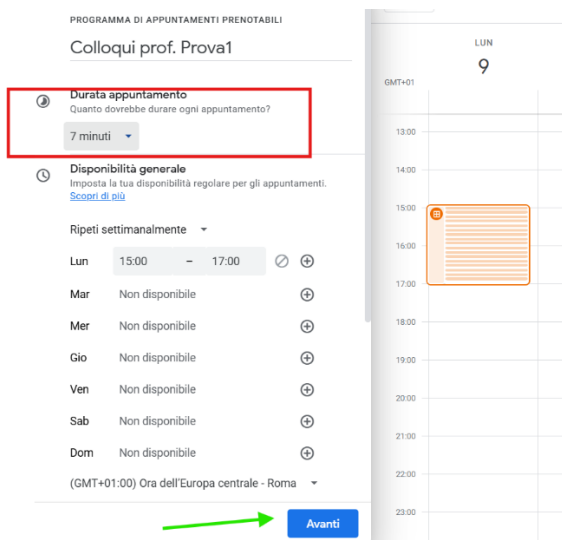 PROGRAMMA DI APPUNTAMENTI PRENOTABILI
Colloqui prof. Prova1
Durata appuntamento
Quanto dovrebbe durare ogni appuntamento?
7 minuti
Disponibilità generale
Imposta la tua disponibilità regolare per gli appuntamenti.
Scopri di più
Ripeti settimanalmente
Lun 15:00 – 17:00
Mar Non disponibile
Mer Non disponibile
Gio Non disponibile
Ven Non disponibile
Sab Non disponibile
Dom Non disponibile
(GMT+01:00) Ora dell'Europa centrale - Roma
Avanti
LUN
9
GMT+01
13:00
14:00
15:00
16:00
17:00
18:00
19:00
20:00
21:00
22:00
23:00